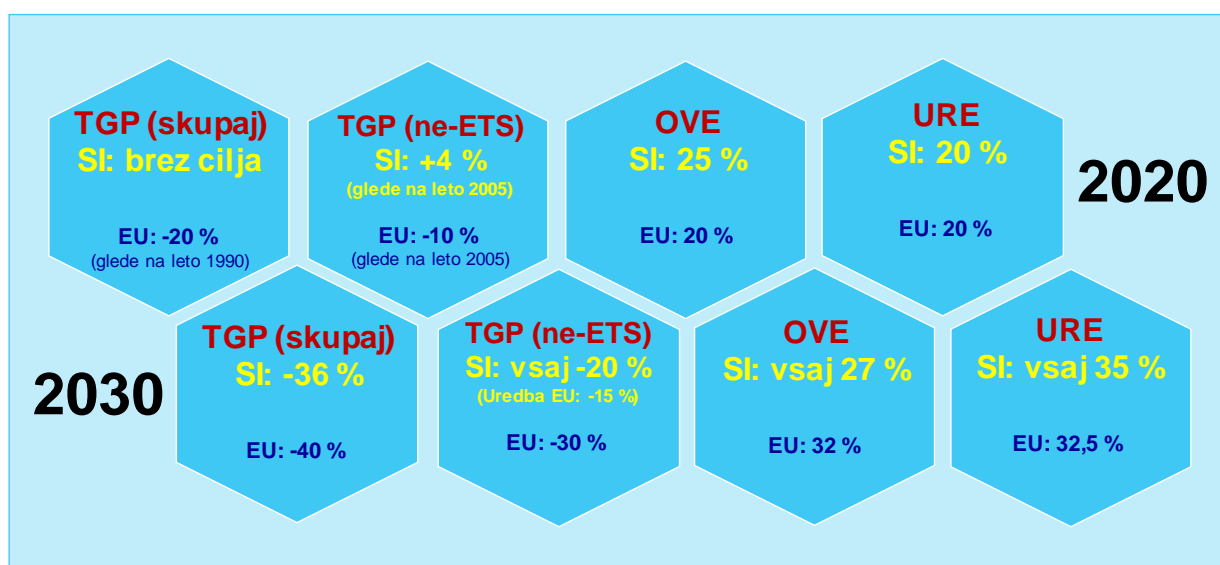 TGP (skupaj)
SI: brez cilja
EU: -20 %
(glede na leto 1990)
TGP (ne-ETS)
SI: +4 %
(glede na leto 2005)
EU: -10 %
(glede na leto 2005)
OVE
SI: 25 %
EU: 20 %
URE
SI: 20 %
EU: 20 %
2020
2030
TGP (skupaj)
SI: -36 %
EU: -40 %
TGP (ne-ETS)
SI: vsaj -20 %
(Uredba EU: -15 %)
EU: -30 %
OVE
SI: vsaj 27 %
EU: 32 %
URE
SI: vsaj 35 %
EU: 32,5 %